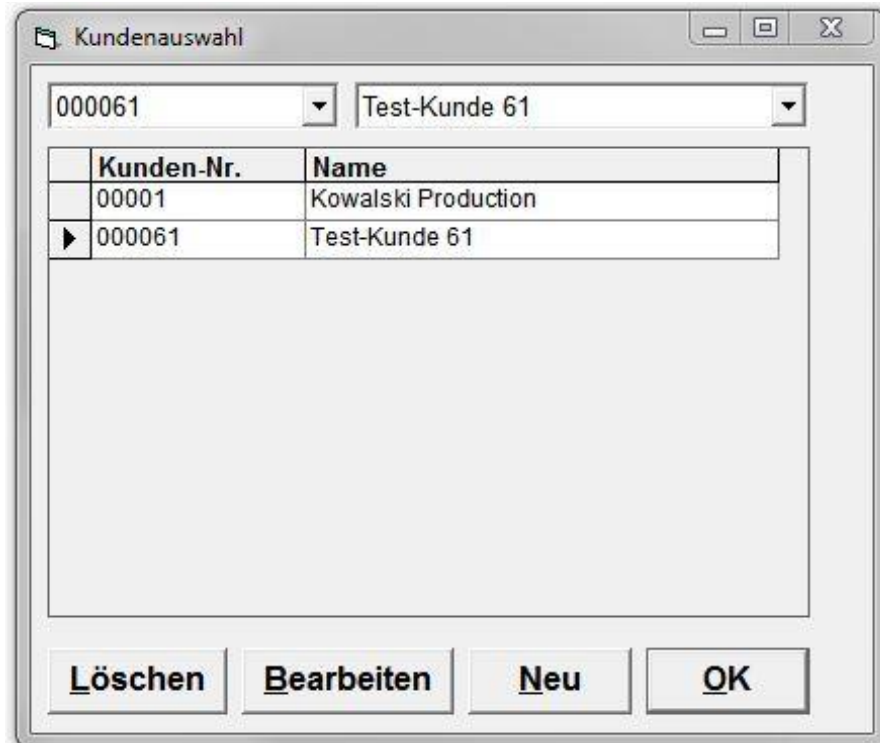 Kundenauswahl
000061 Test-Kunde 61
Kunden-Nr. Name
00001 Kowalski Production
000061 Test-Kunde 61
Löschen Bearbeiten Neu OK